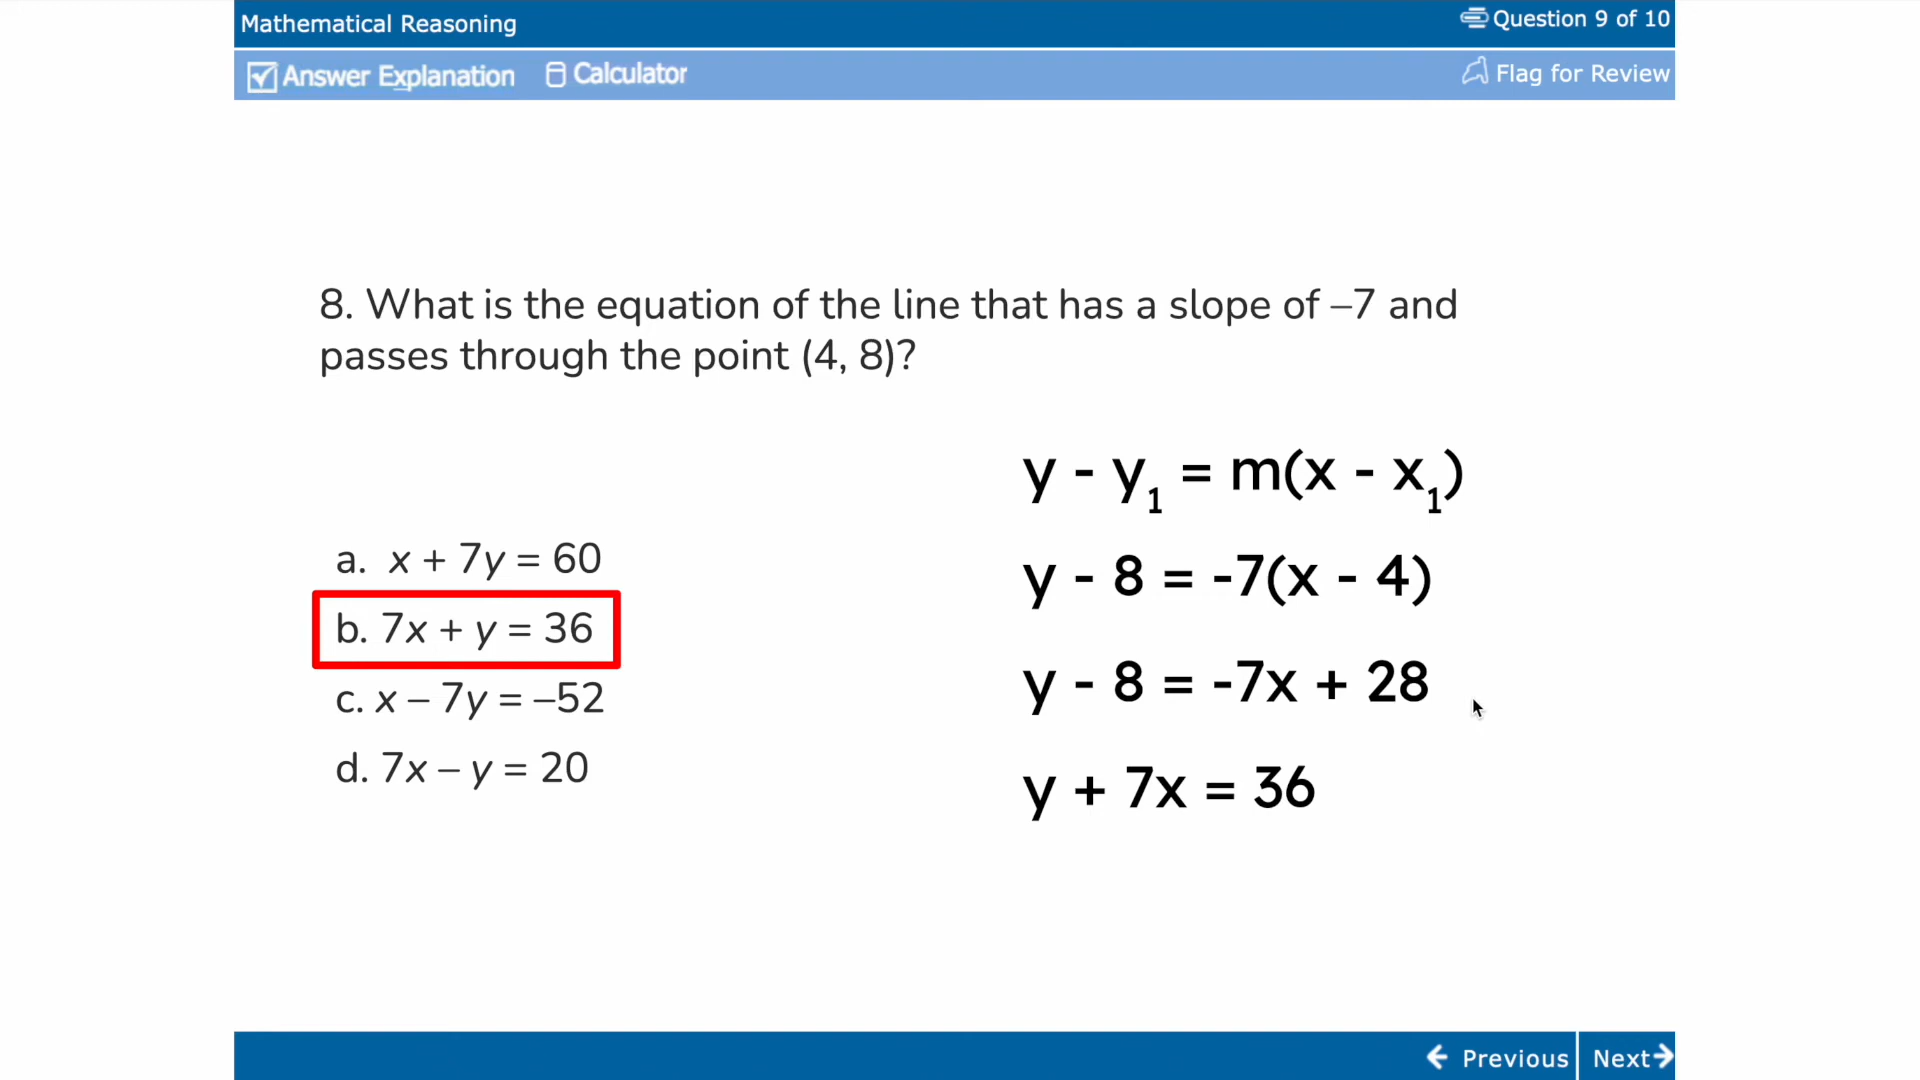 Mathematical Reasoning
Question 9 of 10
Answer Explanation
Calculator
Flag for Review
8. What is the equation of the line that has a slope of –7 and
passes through the point (4, 8)?
y - y₁ = m(x - x₁)
y - 8 = -7(x - 4)
y - 8 = -7x + 28
y + 7x = 36
a. x + 7y = 60
b. 7x + y = 36
c. x – 7y = –52
d. 7x – y = 20
Previous
Next